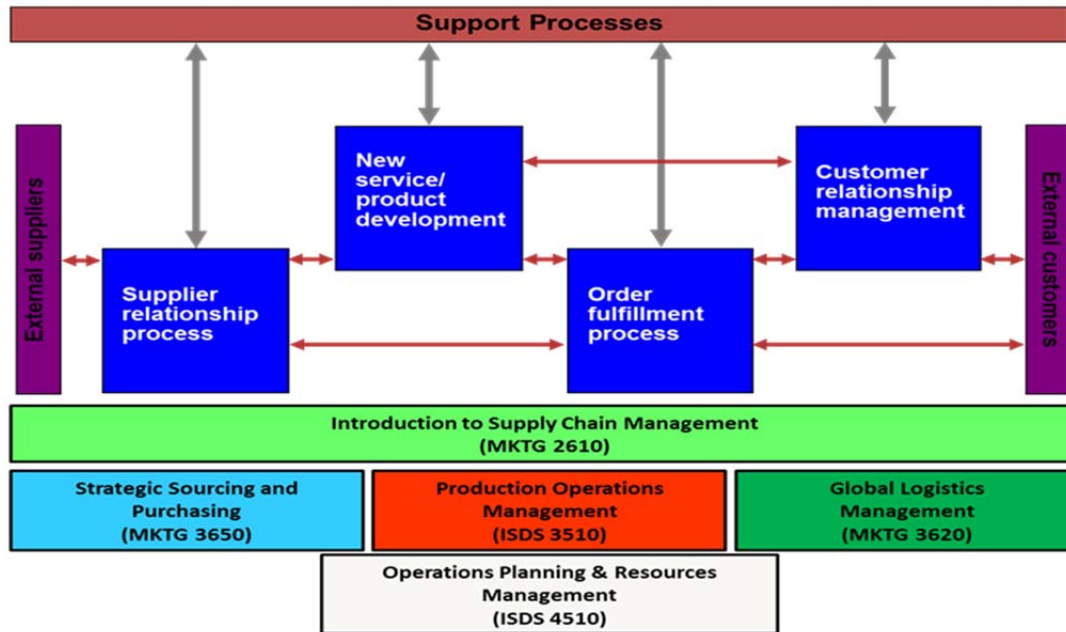 Support Processes
External suppliers
Supplier
relationship
process
New
service/
product
development
Order
fulfillment
process
Customer
relationship
management
External customers
Introduction to Supply Chain Management
(MKTG 2610)
Strategic Sourcing and
Purchasing
(MKTG 3650)
Production Operations
Management
(ISDS 3510)
Global Logistics
Management
(MKTG 3620)
Operations Planning & Resources
Management
(ISDS 4510)